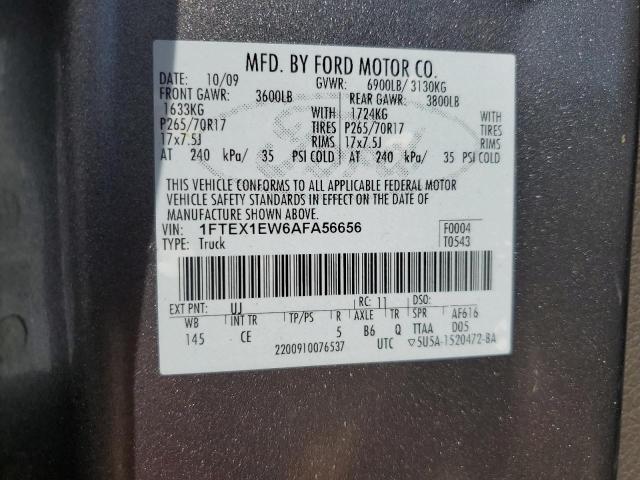 MFD. BY FORD MOTOR CO.
DATE: 10/09 GVWR: 6900LB/ 3130KG
FRONT GAWR: 3600LB REAR GAWR: 3800LB
1633KG WITH 1724KG WITH
P265/70R17 TIRES P265/70R17 TIRES
17x7.5J RIMS 17x7.5J RIMS
AT 240 kPa/ 35 PSI COLD AT 240 kPa/ 35 PSI COLD
THIS VEHICLE CONFORMS TO ALL APPLICABLE FEDERAL MOTOR
VEHICLE SAFETY STANDARDS IN EFFECT ON THE DATE OF
MANUFACTURE SHOWN ABOVE.
VIN: 1FTEX1EW6AFA56656 F0004
TYPE: Truck T0543
EXT PNT: UJ RC: 11 DSO:
WB INT TR TP/PS R AXLE TR SPR AF616
145 CE 5 B6 Q TTAA D05
2200910076537 UTC ▽5U5A-1520472-BA